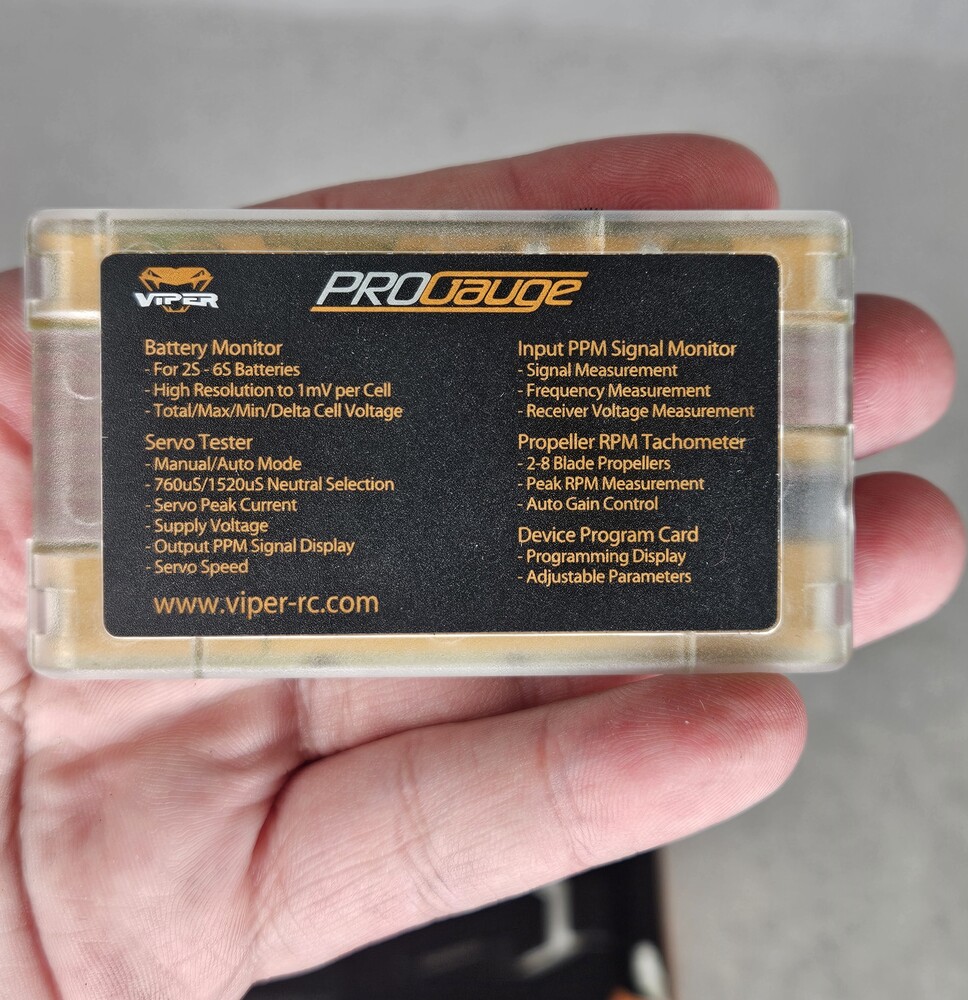 VIPER
PROGauge
Battery Monitor
- For 2S - 6S Batteries
- High Resolution to 1mV per Cell
- Total/Max/Min/Delta Cell Voltage
Servo Tester
- Manual/Auto Mode
- 760uS/1520uS Neutral Selection
- Servo Peak Current
- Supply Voltage
- Output PPM Signal Display
- Servo Speed
www.viper-rc.com
Input PPM Signal Monitor
- Signal Measurement
- Frequency Measurement
- Receiver Voltage Measurement
Propeller RPM Tachometer
- 2-8 Blade Propellers
- Peak RPM Measurement
- Auto Gain Control
Device Program Card
- Programming Display
- Adjustable Parameters